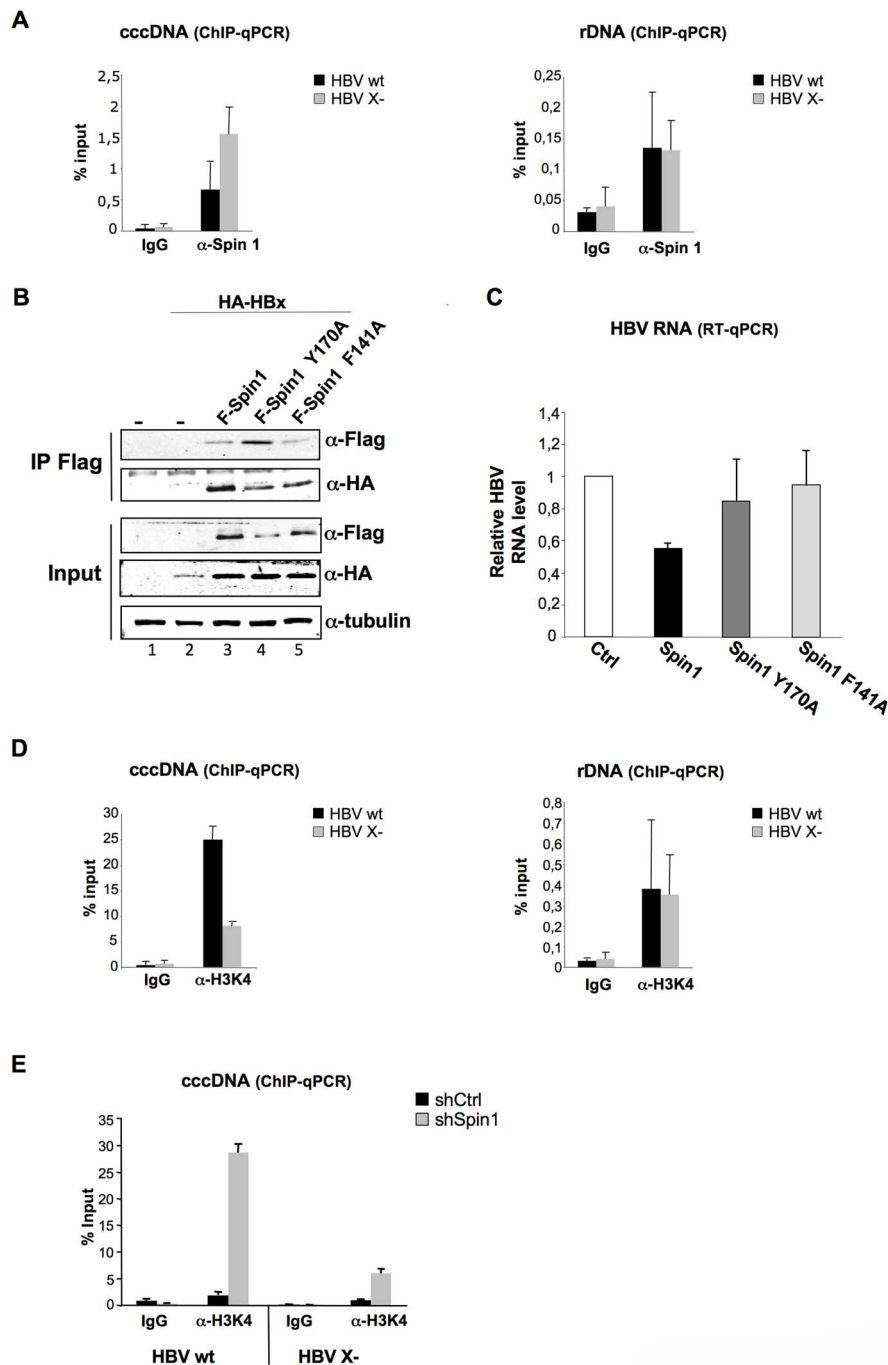 A
cccDNA (ChIP-qPCR)
% input
2,5
2
1,5
1
0,5
0
IgG
α-Spin 1
HBV wt
HBV X-
rDNA (ChIP-qPCR)
% input
0,25
0,2
0,15
0,1
0,05
0
IgG
α-Spin 1
HBV wt
HBV X-
B
HA-HBx
- - F-Spin1 F-Spin1 Y170A F-Spin1 F141A
IP Flag
α-Flag
α-HA
Input
α-Flag
α-HA
α-tubulin
1 2 3 4 5
C
HBV RNA (RT-qPCR)
Relative HBV
RNA level
1,4
1,2
1
0,8
0,6
0,4
0,2
0
Ctrl
Spin1
Spin1 Y170A
Spin1 F141A
D
cccDNA (ChIP-qPCR)
% input
30
25
20
15
10
5
0
IgG
α-H3K4
HBV wt
HBV X-
rDNA (ChIP-qPCR)
% input
0,8
0,7
0,6
0,5
0,4
0,3
0,2
0,1
0
IgG
α-H3K4
HBV wt
HBV X-
E
cccDNA (ChIP-qPCR)
shCtrl
shSpin1
% Input
35
30
25
20
15
10
5
0
IgG α-H3K4 IgG α-H3K4
HBV wt HBV X-